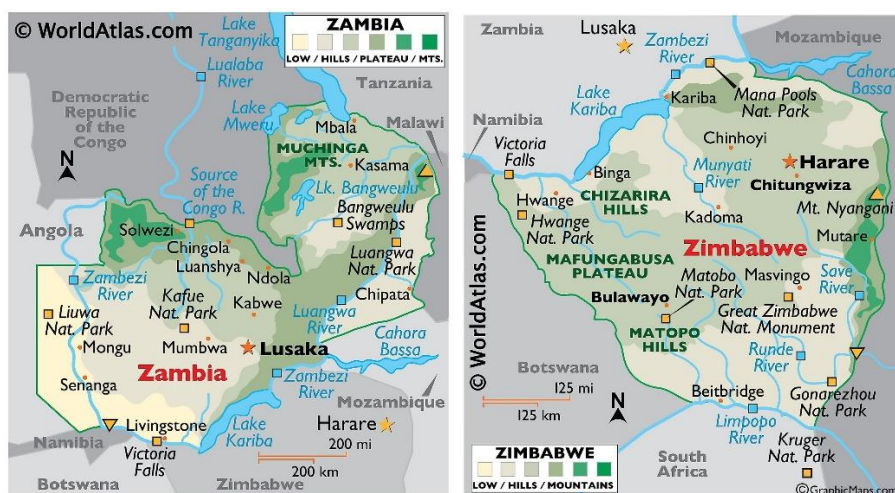 © WorldAtlas.com
Lake
Tanganyika
ZAMBIA
LOW / HILLS / PLATEAU / MTS.
Lualaba
River
Tanzania
Democratic
Republic
of the
Congo
Lake
Mweru
Mbala
Malawi
MUCHINGA
MTS.
Kasama
N
Source
of the
Congo R.
Lk. Bangweulu
Bangweulu
Swamps
Angola
Solwezi
Chingola
Luanshya
Luangwa
Nat. Park
Zambezi
River
Ndola
Kafue
Nat. Park
Kabwe
Chipata
Liuwa
Nat. Park
Luangwa
River
Cahora
Bassa
Mongu
Mumbwa
Lusaka
Zambia
Senanga
Zambezi
River
Mozambique
Livingstone
Lake
Kariba
Harare
Namibia
Victoria
Falls
200 mi
200 km
Botswana
Zimbabwe
Zambia
Lusaka
Zambezi
River
Mozambique
Lake
Kariba
Kariba
Mana Pools
Nat. Park
Cahora
Bassa
Namibia
Victoria
Falls
Chinhoyi
Binga
Munyati
River
Harare
Chitungwiza
Hwange
Hwange
Nat. Park
CHIZARIRA
HILLS
Kadoma
Mt. Nyangani
Mutare
Zimbabwe
MAFUNGABUSA
PLATEAU
Matobo
Nat. Park
Masvingo
Save
River
Bulawayo
Great Zimbabwe
Nat. Monument
MATOPO
HILLS
Runde
River
© WorldAtlas.com
Botswana
125 mi
125 km
N
Beitbridge
Gonarezhou
Nat. Park
Limpopo
River
ZIMBABWE
LOW / HILLS / MOUNTAINS
South
Africa
Kruger
Nat. Park
©GraphicMaps.com